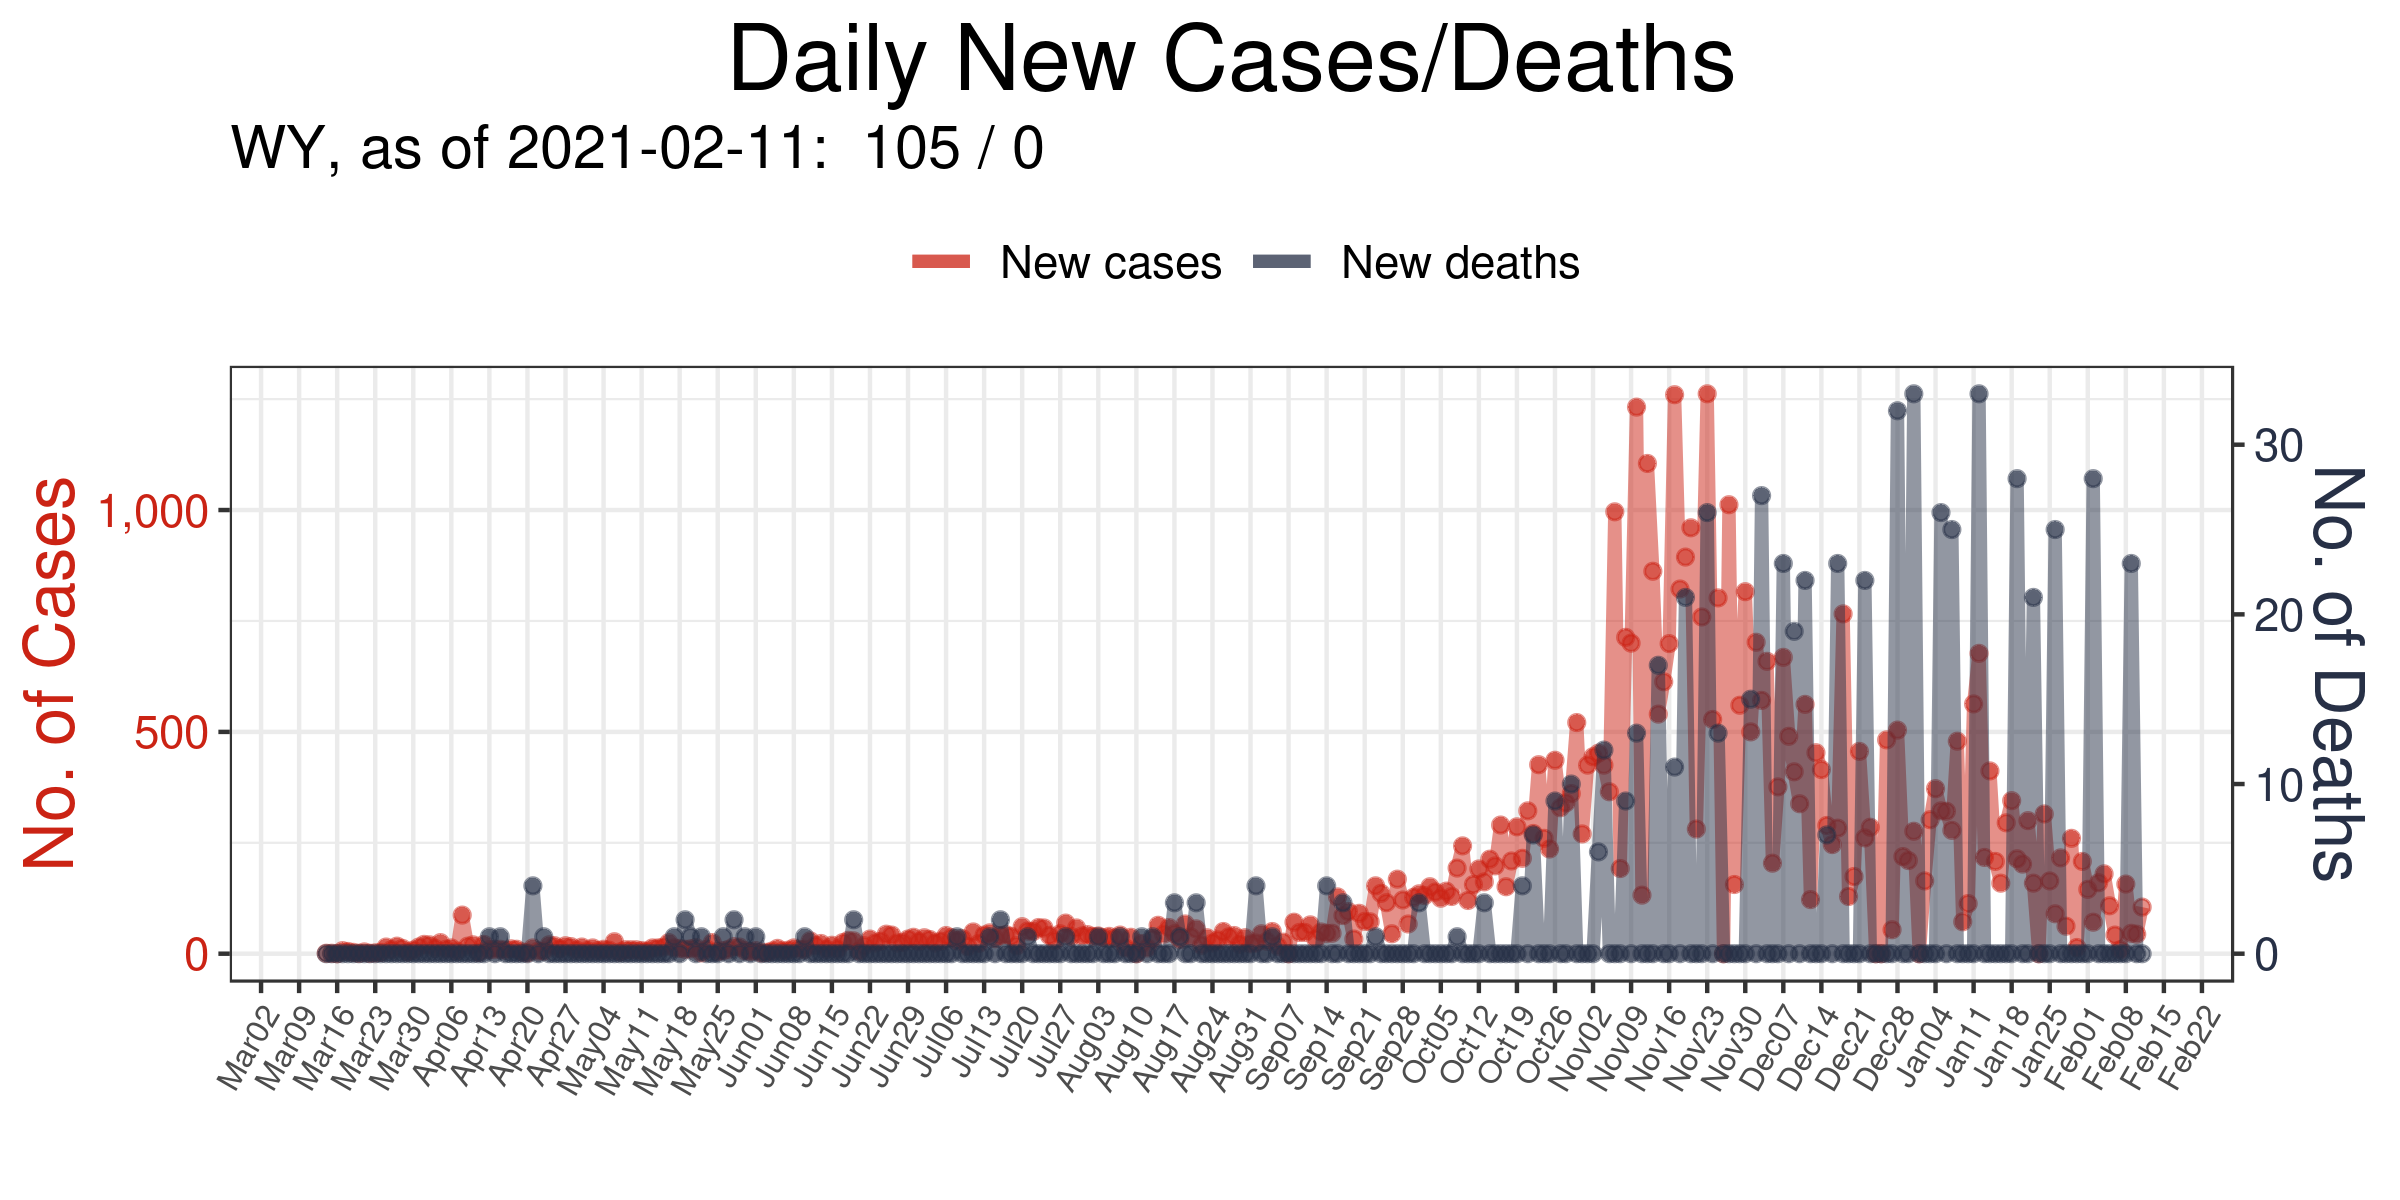 Daily New Cases/Deaths
WY, as of 2021-02-11: 105 / 0
New cases
New deaths
No. of Cases
1,000
500
0
30
20
10
0
No. of Deaths
Mar02
Mar09
Mar16
Mar23
Mar30
Apr06
Apr13
Apr20
Apr27
May04
May11
May18
May25
Jun01
Jun08
Jun15
Jun22
Jun29
Jul06
Jul13
Jul20
Jul27
Aug03
Aug10
Aug17
Aug24
Aug31
Sep07
Sep14
Sep21
Sep28
Oct05
Oct12
Oct19
Oct26
Nov02
Nov09
Nov16
Nov23
Nov30
Dec07
Dec14
Dec21
Dec28
Jan04
Jan11
Jan18
Jan25
Feb01
Feb08
Feb15
Feb22